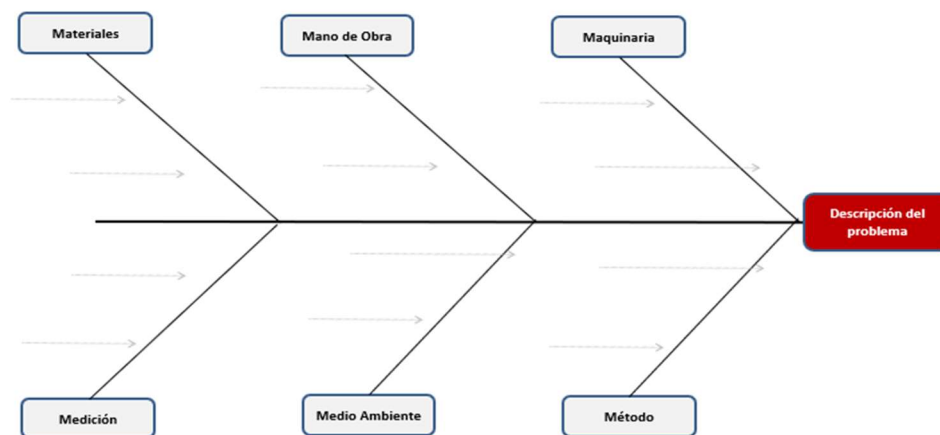 Materiales
Mano de Obra
Maquinaria
Descripción del
problema
Medición
Medio Ambiente
Método